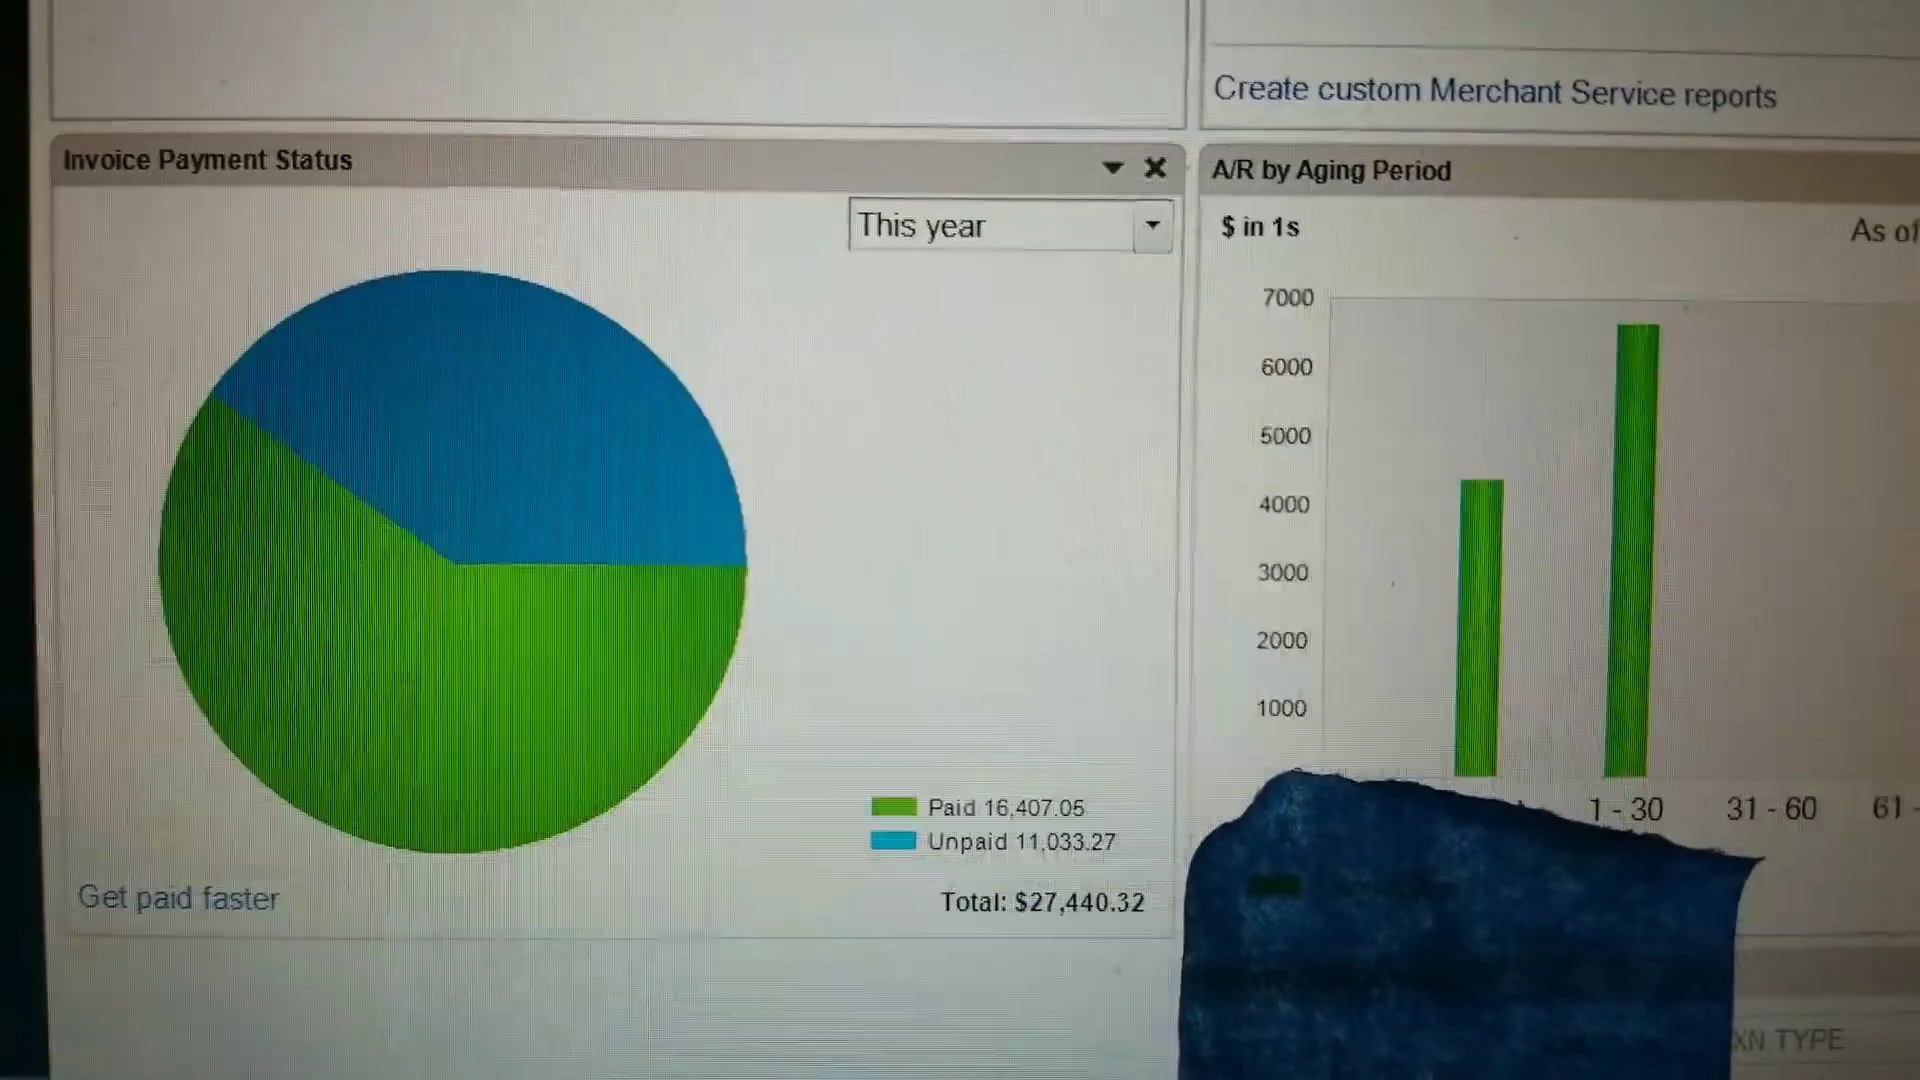 Create custom Merchant Service reports
Invoice Payment Status
This year
Paid 16,407.05
Unpaid 11,033.27
Get paid faster
Total: $27,440.32
A/R by Aging Period
$ in 1s
As of
7000
6000
5000
4000
3000
2000
1000
1 - 30
31 - 60
61 -
TYPE